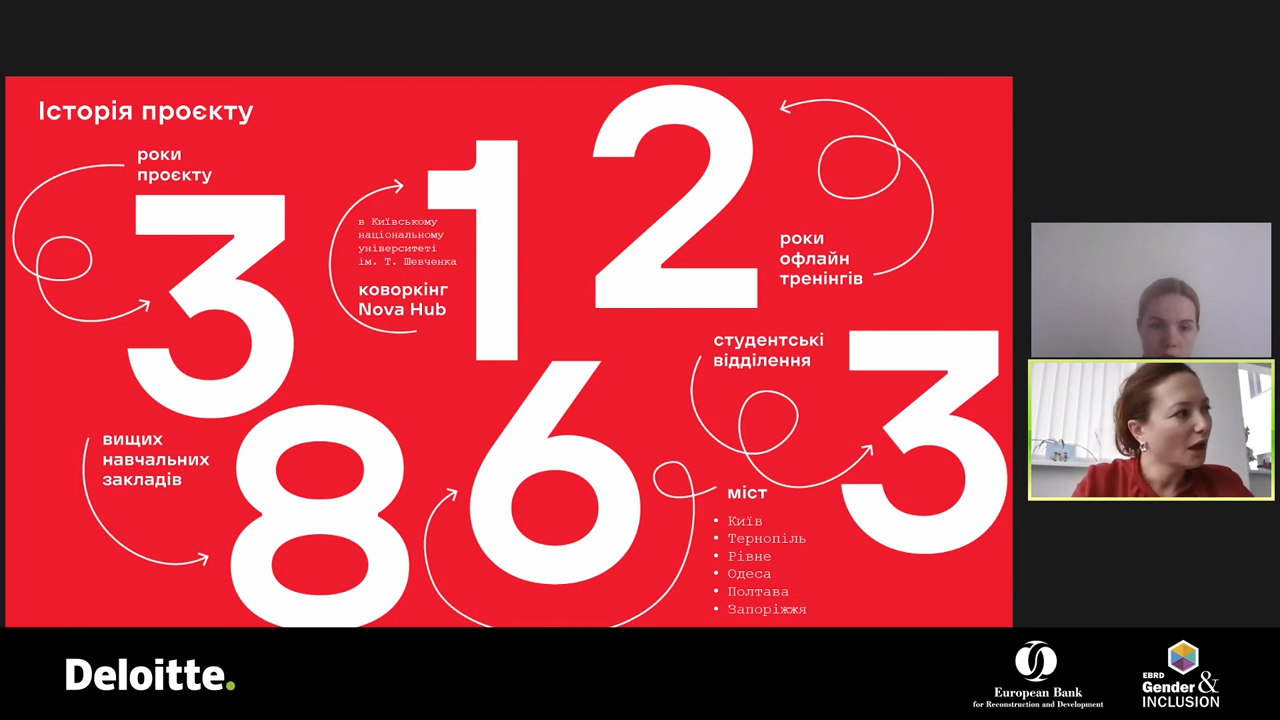 Історія проєкту
роки
проєкту
3
1
в Київському
національному
університеті
ім. Т. Шевченка
коворкінг
Nova Hub
2
роки
офлайн
тренінгів
студентські
відділення
3
вищих
навчальних
закладів
8
6
міст
• Київ
• Тернопіль
• Рівне
• Одеса
• Полтава
• Запоріжжя
Deloitte.
European Bank
for Reconstruction and Development
EBRD
Gender &
INCLUSION